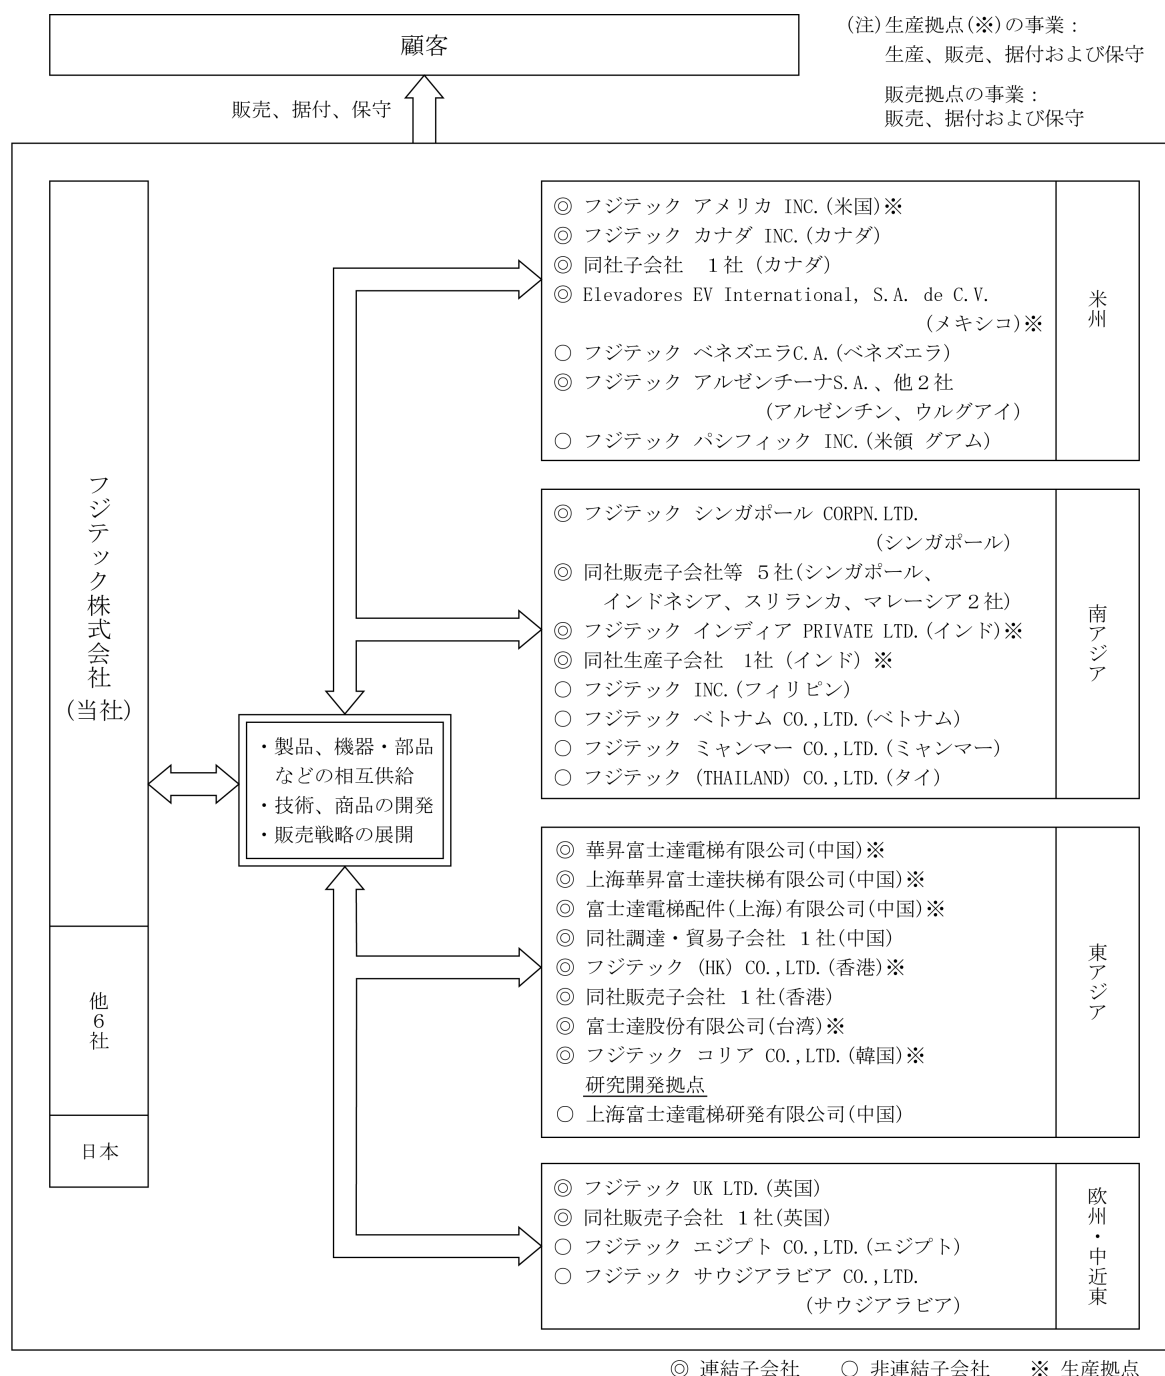 顧客
(注)生産拠点(※)の事業：
生産、販売、据付および保守
販売拠点の事業：
販売、据付および保守
販売、据付、保守
フジテック株式会社
(当社)
他６社
日本
・製品、機器・部品
などの相互供給
・技術、商品の開発
・販売戦略の展開
◎ フジテック アメリカ INC.(米国)※
◎ フジテック カナダ INC.(カナダ)
◎ 同社子会社 １社 (カナダ)
◎ Elevadores EV International, S.A. de C.V.
(メキシコ)※
○ フジテック ベネズエラC.A.(ベネズエラ)
◎ フジテック アルゼンチーナS.A.、他２社
(アルゼンチン、ウルグアイ)
○ フジテック パシフィック INC.(米領 グアム)
米州
◎ フジテック シンガポール CORPN.LTD.
(シンガポール)
◎ 同社販売子会社等 ５社(シンガポール、
インドネシア、スリランカ、マレーシア２社)
◎ フジテック インディア PRIVATE LTD.(インド)※
◎ 同社生産子会社 1社 (インド) ※
○ フジテック INC.(フィリピン)
○ フジテック ベトナム CO.,LTD.(ベトナム)
○ フジテック ミャンマー CO.,LTD.(ミャンマー)
○ フジテック (THAILAND) CO.,LTD.(タイ)
南アジア
◎ 華昇富士達電梯有限公司(中国)※
◎ 上海華昇富士達扶梯有限公司(中国)※
◎ 富士達電梯配件(上海)有限公司(中国)※
◎ 同社調達・貿易子会社 １社(中国)
◎ フジテック (HK) CO.,LTD.(香港)※
◎ 同社販売子会社 １社(香港)
◎ 富士達股份有限公司(台湾)※
◎ フジテック コリア CO.,LTD.(韓国)※
研究開発拠点
○ 上海富士達電梯研発有限公司(中国)
東アジア
◎ フジテック UK LTD.(英国)
◎ 同社販売子会社 １社(英国)
○ フジテック エジプト CO.,LTD.(エジプト)
○ フジテック サウジアラビア CO.,LTD.
(サウジアラビア)
欧州・中近東
◎ 連結子会社 ○ 非連結子会社 ※ 生産拠点